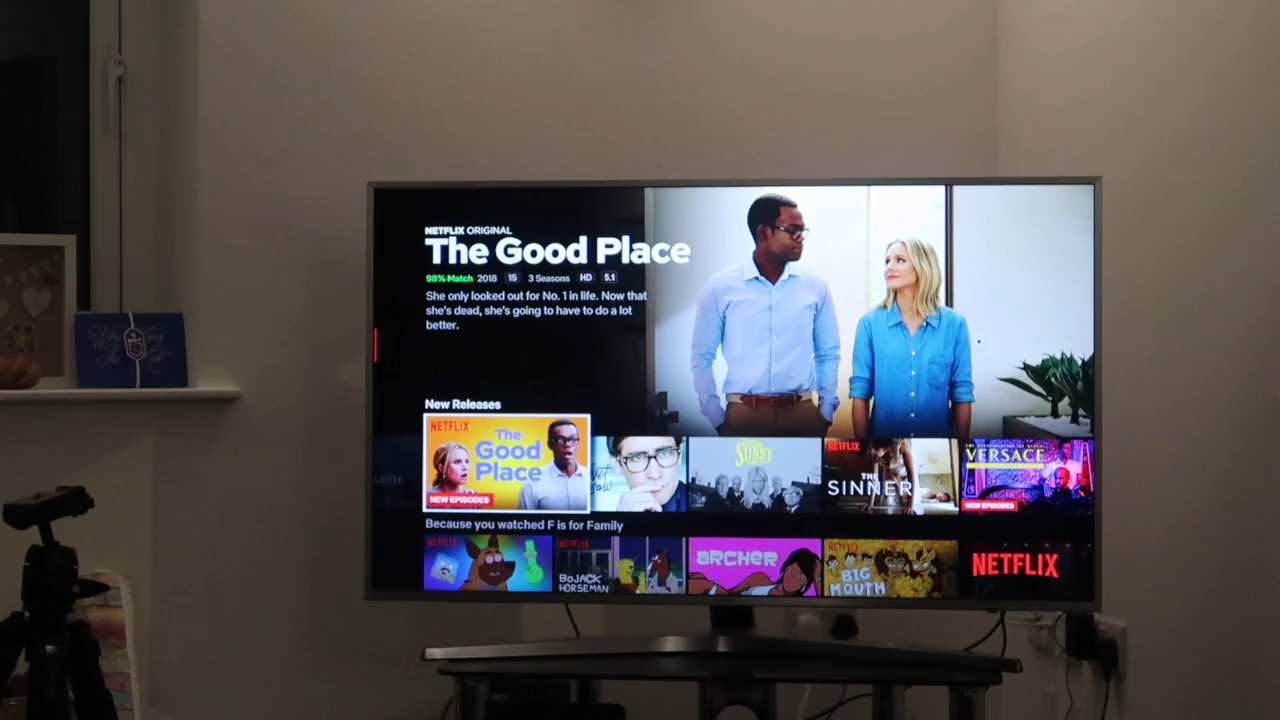 NETFLIX ORIGINAL
The Good Place
98% Match 2018 15 3 Seasons HD 5.1
She only looked out for No. 1 in life. Now that
she's dead, she's going to have to do a lot
better.
New Releases
NETFLIX
The
Good
Place
NEW EPISODES
SUNNY
NETFLIX
THE
SINNER
VERSACE
NEW EPISODES
Because you watched F is for Family
NETFLIX
NETFLIX
BOJACK
HORSEMAN
ARCHER
NETFLIX
BIG
MOUTH
NETFLIX